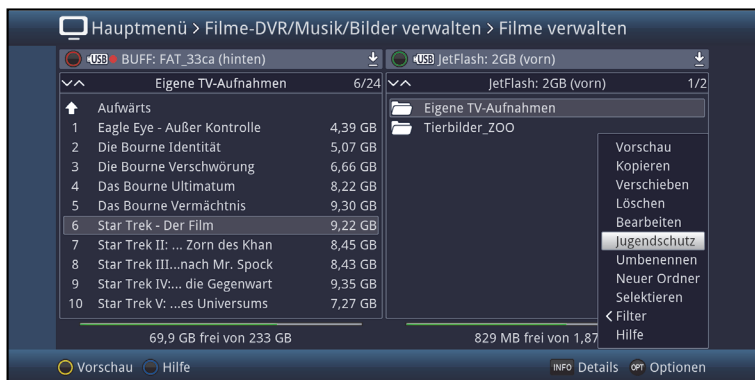 Hauptmenü > Filme-DVR/Musik/Bilder verwalten > Filme verwalten
USB BUFF: FAT_33ca (hinten)
USB JetFlash: 2GB (vorn)
Eigene TV-Aufnahmen 6/24
JetFlash: 2GB (vorn) 1/2
Aufwärts
1 Eagle Eye - Außer Kontrolle 4,39 GB
2 Die Bourne Identität 5,07 GB
3 Die Bourne Verschwörung 6,66 GB
4 Das Bourne Ultimatum 8,22 GB
5 Das Bourne Vermächtnis 9,30 GB
6 Star Trek - Der Film 9,22 GB
7 Star Trek II: ... Zorn des Khan 8,45 GB
8 Star Trek III...nach Mr. Spock 8,43 GB
9 Star Trek IV:... die Gegenwart 9,35 GB
10 Star Trek V: ...es Universums 7,27 GB
69,9 GB frei von 233 GB
Eigene TV-Aufnahmen
Tierbilder_ZOO
829 MB frei von 1,87
Vorschau
Kopieren
Verschieben
Löschen
Bearbeiten
Jugendschutz
Umbenennen
Neuer Ordner
Selektieren
< Filter
Hilfe
Vorschau Hilfe
INFO Details OPT Optionen